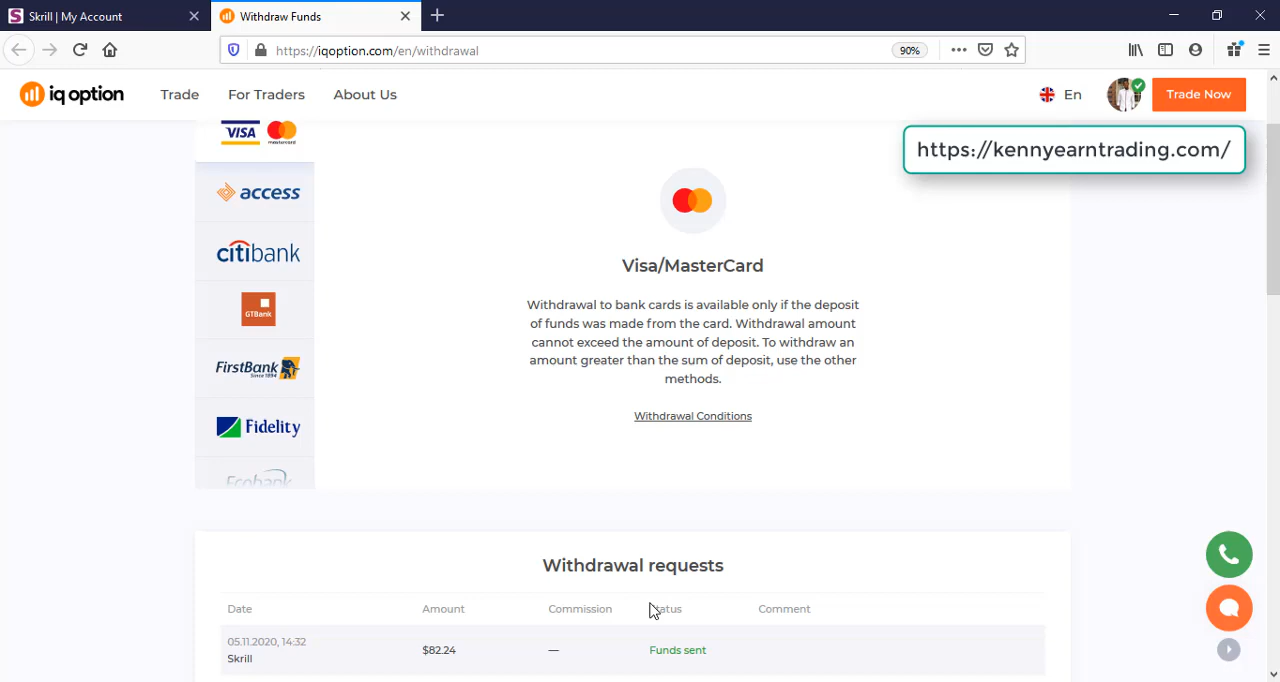 Skrill | My Account
Withdraw Funds
https://iqoption.com/en/withdrawal
90%
iq option
Trade
For Traders
About Us
En
Trade Now
https://kennyearntrading.com/
VISA
mastercard
access
citibank
GTBank
FirstBank
Since 1894
Fidelity
Ecobank
Visa/MasterCard
Withdrawal to bank cards is available only if the deposit
of funds was made from the card. Withdrawal amount
cannot exceed the amount of deposit. To withdraw an
amount greater than the sum of deposit, use the other
methods.
Withdrawal Conditions
Withdrawal requests
Date Amount Commission Status Comment
05.11.2020, 14:32
Skrill
$82.24 — Funds sent